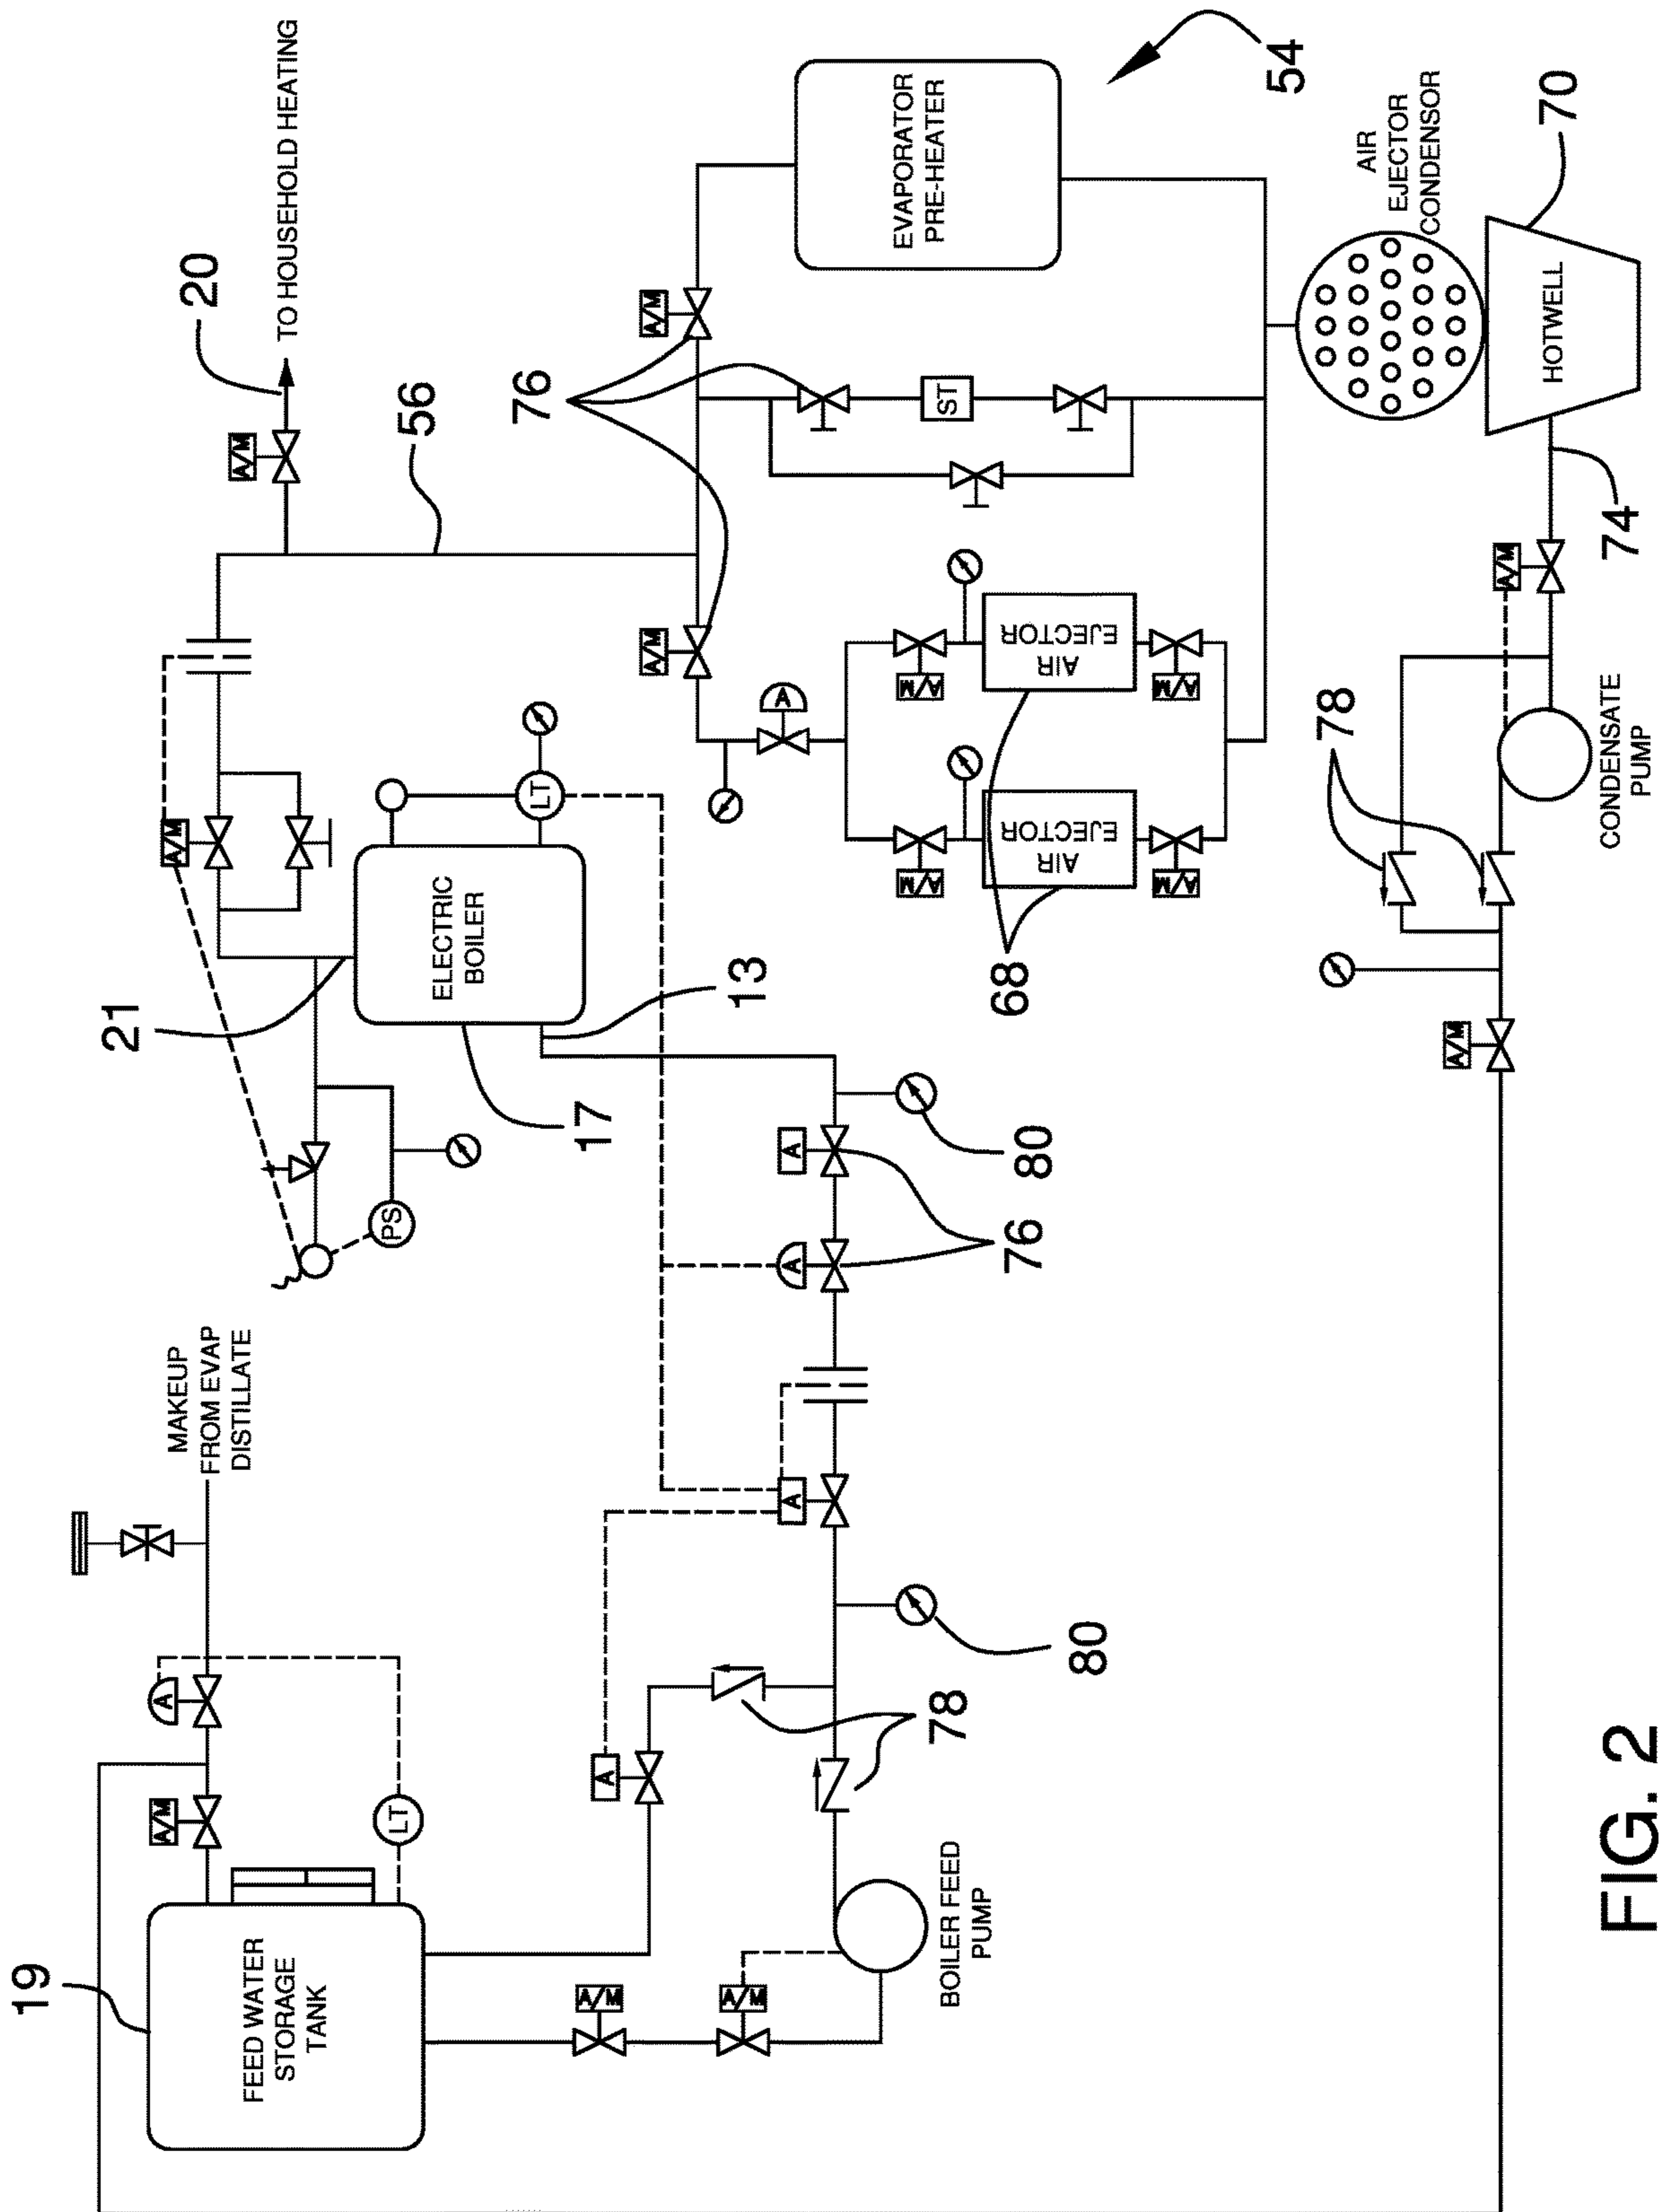 19
FEED WATER
STORAGE
TANK
A/M
A
LT
MAKEUP
FROM EVAP
DISTILLATE
A/M
A/M
BOILER FEED
PUMP
A
78
80
A
A
76
A
80
PS
21
17
13
ELECTRIC
BOILER
LT
A/M
A/M
20
TO HOUSEHOLD HEATING
56
76
A/M
A/M
A
A/M
A/M
AIR
EJECTOR
AIR
EJECTOR
A/M
A/M
68
ST
EVAPORATOR
PRE-HEATER
54
AIR
EJECTOR
CONDENSOR
HOTWELL
70
74
A/M
CONDENSATE
PUMP
78
A/M
FIG. 2